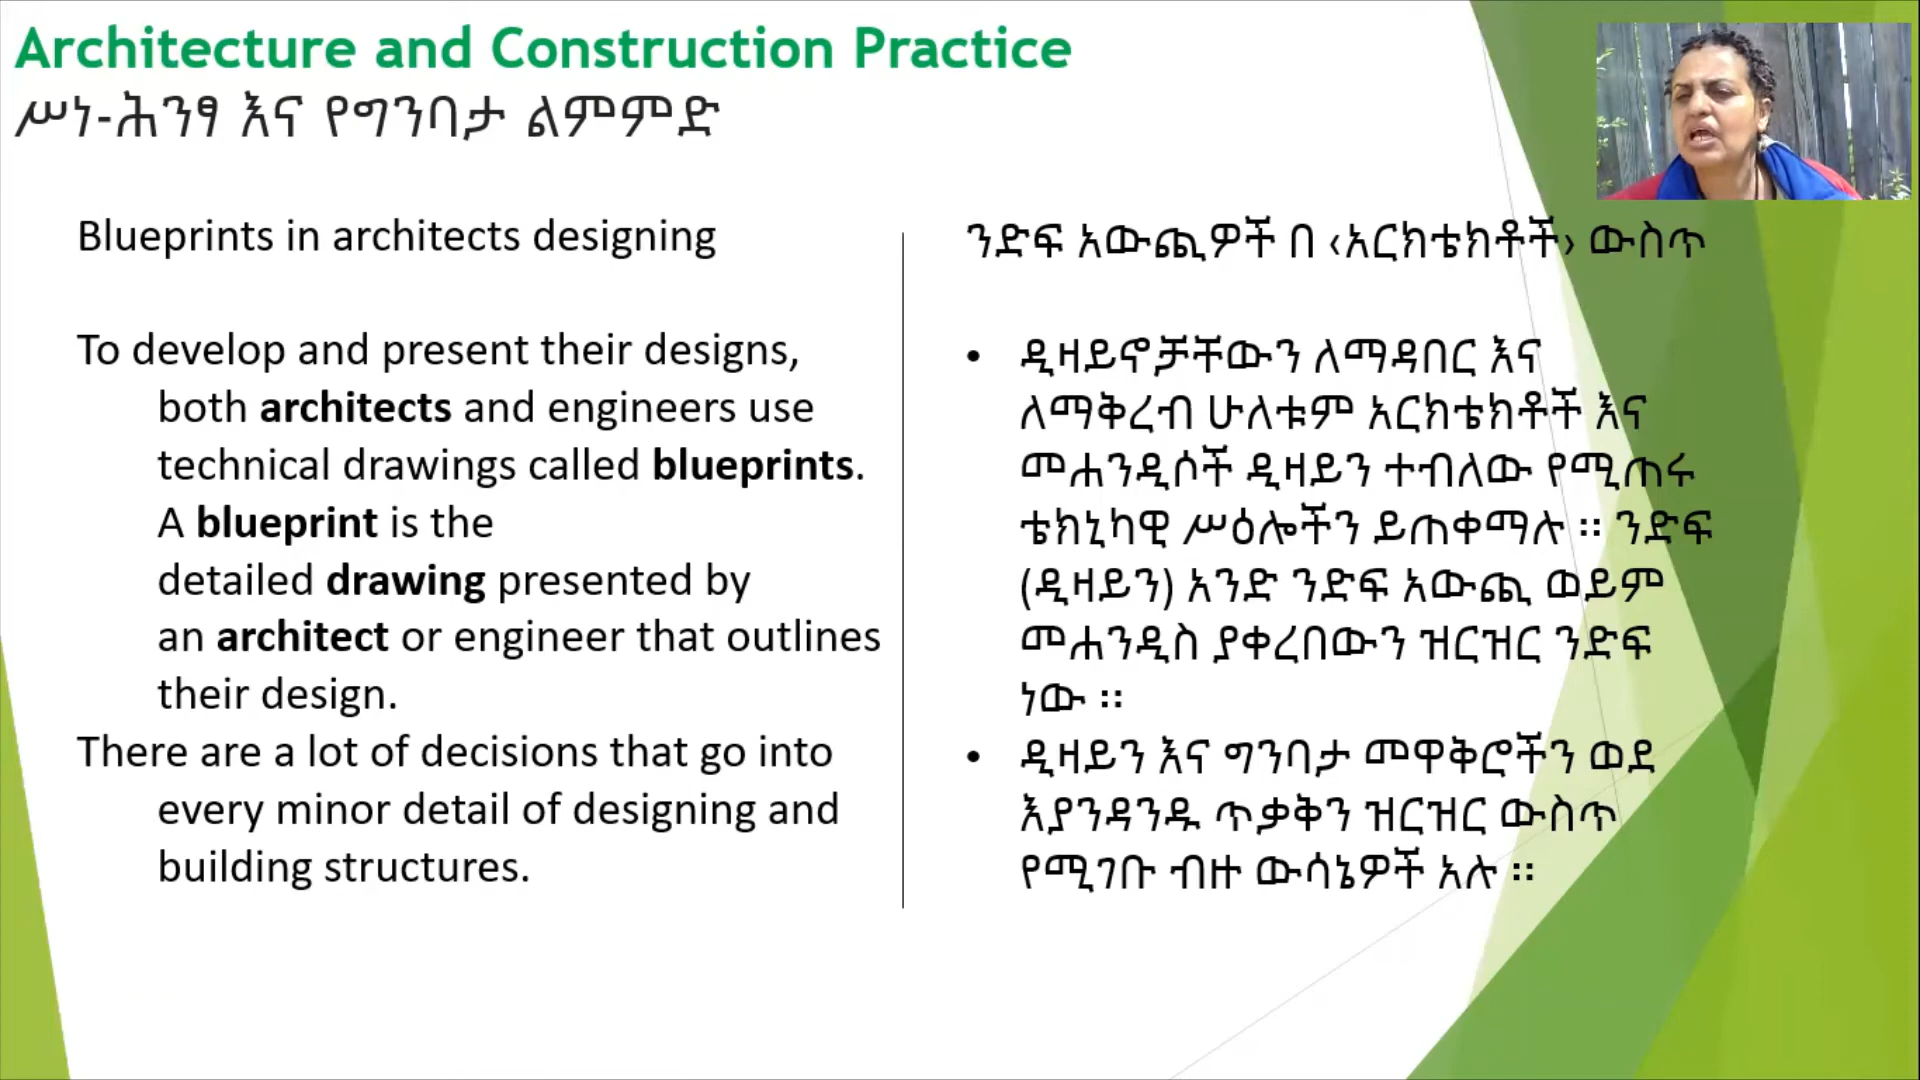 Architecture and Construction Practice
ሥነ-ሕንፃ እና የግንባታ ልምምድ
Blueprints in architects designing
To develop and present their designs,
both architects and engineers use
technical drawings called blueprints.
A blueprint is the
detailed drawing presented by
an architect or engineer that outlines
their design.
There are a lot of decisions that go into
every minor detail of designing and
building structures.
ንድፍ አውጪዎች በ ‹አርክቴክቶች› ውስጥ
• ዲዛይኖቻቸውን ለማዳበር እና
ለማቅረብ ሁለቱም አርክቴክቶች እና
መሐንዲሶች ዲዛይን ተብለው የሚጠሩ
ቴክኒካዊ ሥዕሎችን ይጠቀማሉ ፡፡ ንድፍ
(ዲዛይን) አንድ ንድፍ አውጪ ወይም
መሐንዲስ ያቀረበውን ዝርዝር ንድፍ
ነው ፡፡
• ዲዛይን እና ግንባታ መዋቅሮችን ወደ
እያንዳንዱ ጥቃቅን ዝርዝር ውስጥ
የሚገቡ ብዙ ውሳኔዎች አሉ ፡፡